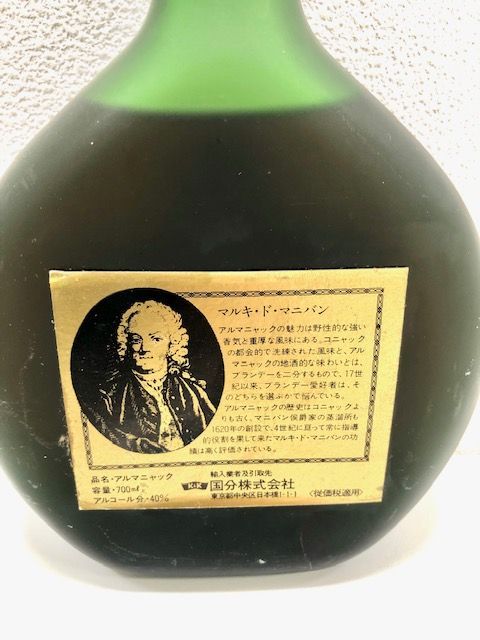 マルキ・ド・マニバン
アルマニャックの魅力は野性的な強い
香気と重厚な風味にある。コニャック
の都会的で洗練された風味と、アル
マニャックの地酒的な味わいとは、
ブランデーを二分するもので、17世
紀以来、ブランデー愛好者は、そ
のどちらを選ぶかで悩んでいる。
アルマニャックの歴史はコニャックよ
りも古く、マニバン侯爵家の蒸溜所も
1620年の創設で、4世紀に亘って常に指導
的役割を果して来たマルキ・ド・マニバンの功
績は高く評価されている。
品名・アルマニャック
容量・700ml
アルコール分・40%
輸入業者及引取先
K&K 国分株式会社
東京都中央区日本橋1-1-1
〈従価税適用〉